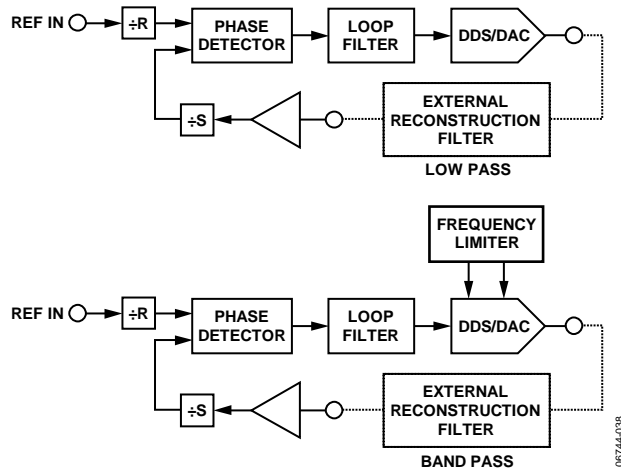 REF IN
÷R
PHASE
DETECTOR
LOOP
FILTER
DDS/DAC
÷S
EXTERNAL
RECONSTRUCTION
FILTER
LOW PASS
FREQUENCY
LIMITER
REF IN
÷R
PHASE
DETECTOR
LOOP
FILTER
DDS/DAC
÷S
EXTERNAL
RECONSTRUCTION
FILTER
BAND PASS
06744-038